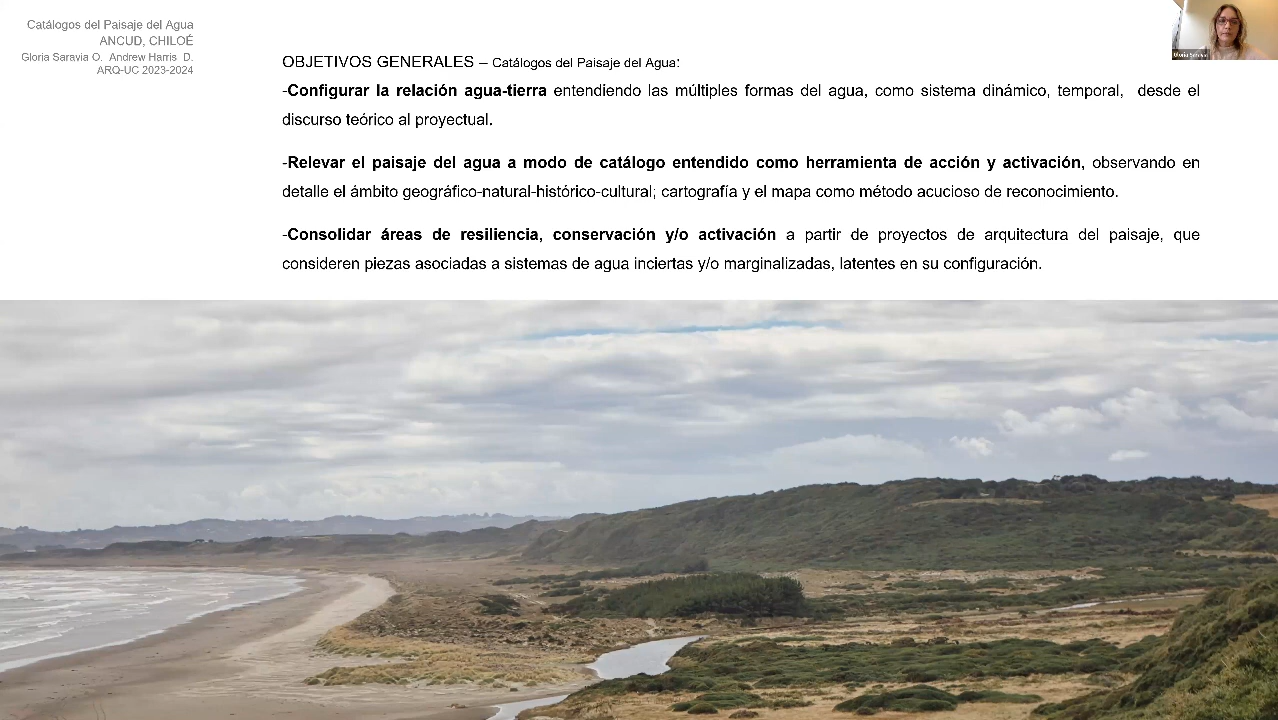 Catálogos del Paisaje del Agua
ANCUD, CHILOÉ
Gloria Saravia O. Andrew Harris D.
ARQ-UC 2023-2024
OBJETIVOS GENERALES – Catálogos del Paisaje del Agua:
-Configurar la relación agua-tierra entendiendo las múltiples formas del agua, como sistema dinámico, temporal, desde el
discurso teórico al proyectual.
-Relevar el paisaje del agua a modo de catálogo entendido como herramienta de acción y activación, observando en
detalle el ámbito geográfico-natural-histórico-cultural; cartografía y el mapa como método acucioso de reconocimiento.
-Consolidar áreas de resiliencia, conservación y/o activación a partir de proyectos de arquitectura del paisaje, que
consideren piezas asociadas a sistemas de agua inciertas y/o marginalizadas, latentes en su configuración.
Gloria Saravia